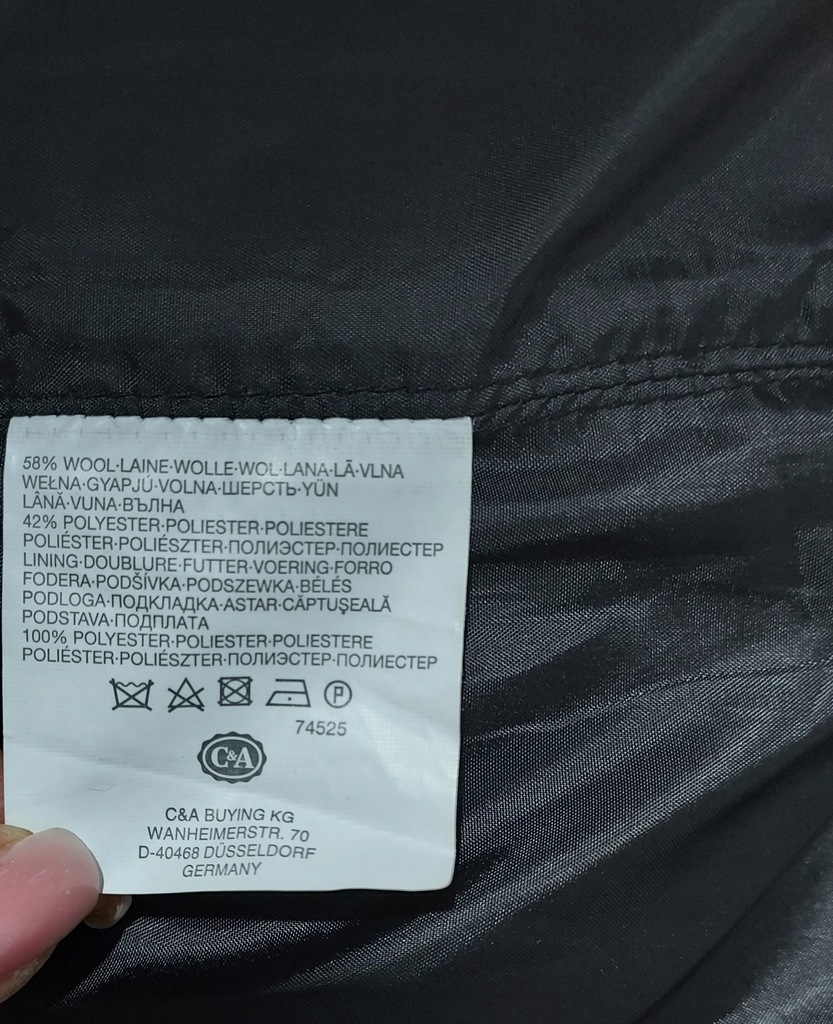 58% WOOL·LAINE·WOLLE·WOL·LANA·LÃ·VLNA
WEŁNA·GYAPJÚ·VOLNA·ШЕРСТЬ·YÜN
LÂNĂ·VUNA·ВЪЛНА
42% POLYESTER·POLIESTER·POLIESTERE
POLIÉSTER·POLIÉSZTER·ПОЛИЭСТЕР·ПОЛИЕСТЕР
LINING·DOUBLURE·FUTTER·VOERING·FORRO
FODERA·PODŠÍVKA·PODSZEWKA·BÉLÉS
PODLOGA·ПОДКЛАДКА·ASTAR·CĂPTUŞEALĂ
PODSTAVA·ПОДПЛАТА
100% POLYESTER·POLIESTER·POLIESTERE
POLIÉSTER·POLIÉSZTER·ПОЛИЭСТЕР·ПОЛИЕСТЕР
P
74525
C&A
C&A BUYING KG
WANHEIMERSTR. 70
D-40468 DÜSSELDORF
GERMANY